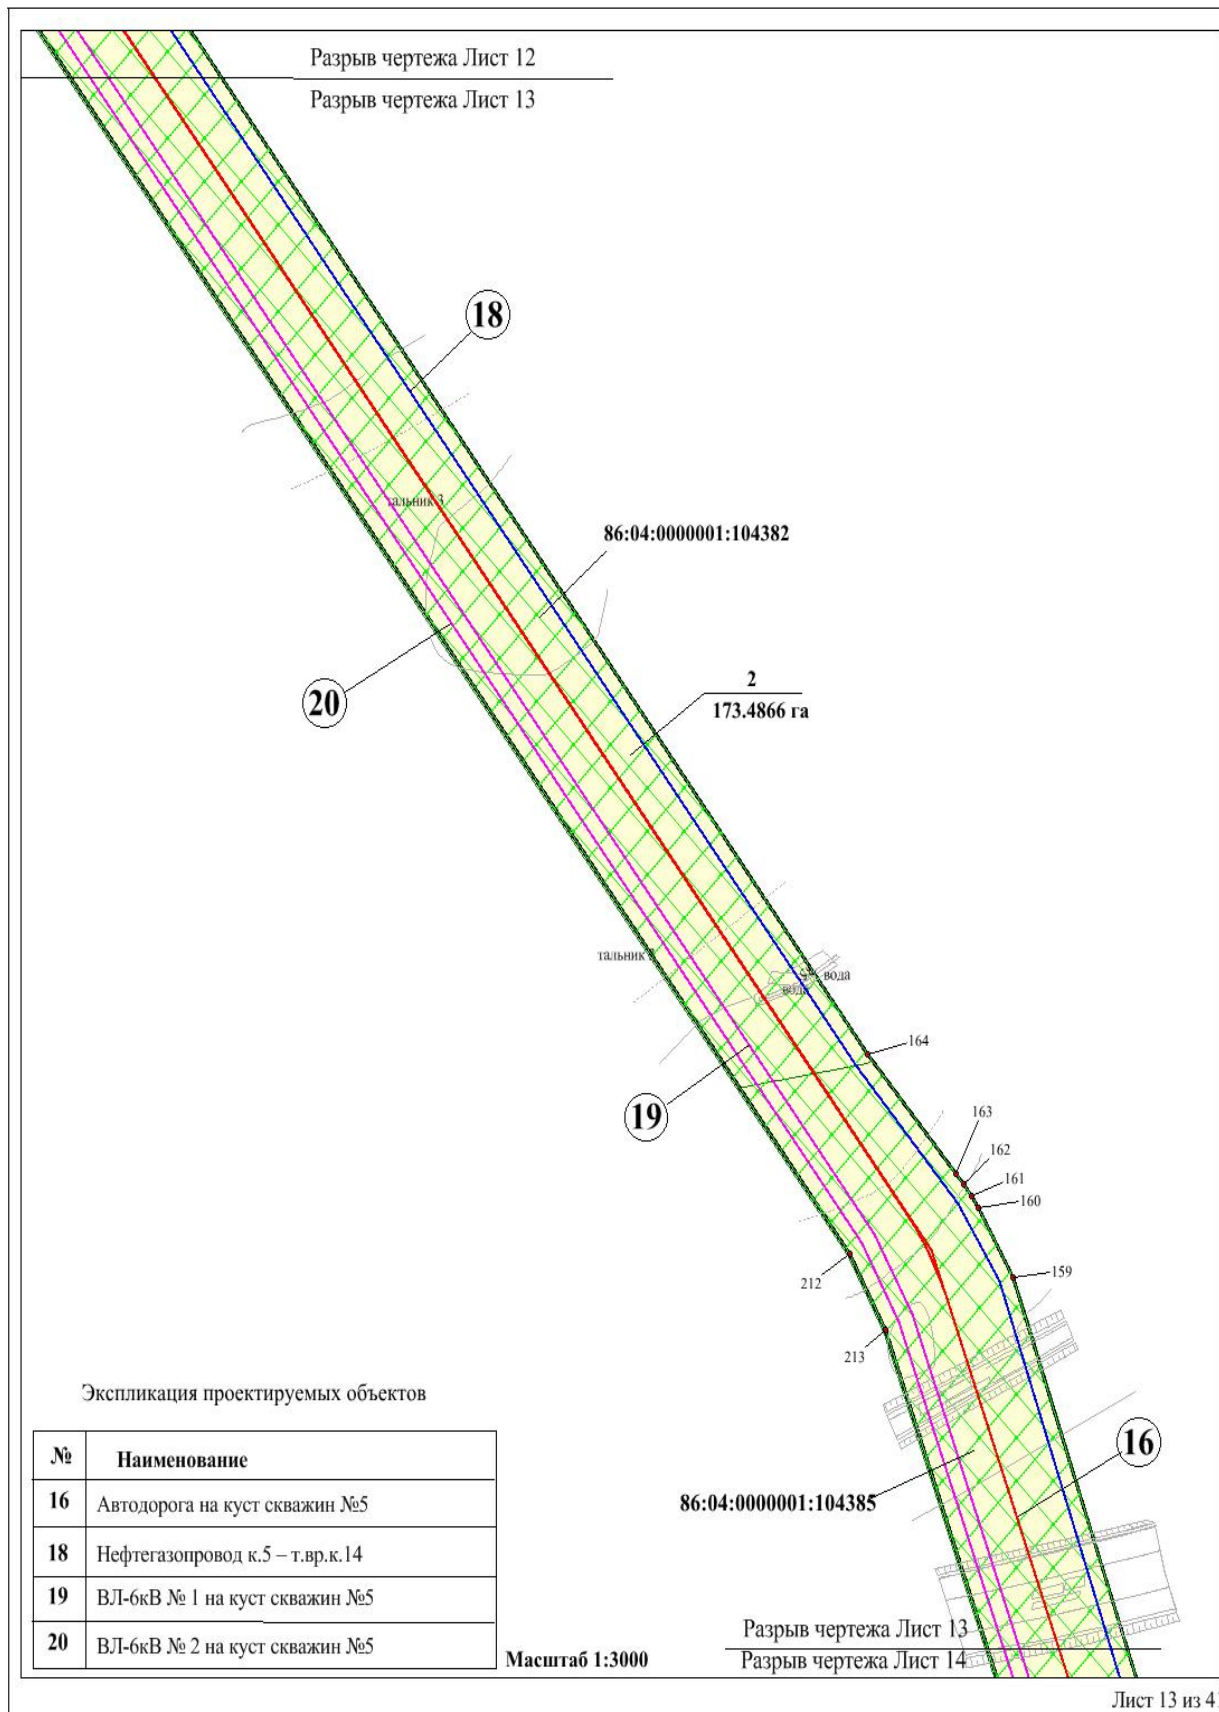 Разрыв чертежа Лист 12
Разрыв чертежа Лист 13
18
86:04:0000001:104382
20
2
173.4866 га
тальник
вода
вода
164
19
163
162
161
160
159
212
213
16
86:04:0000001:104385
Экспликация проектируемых объектов
№ Наименование
16 Автодорога на куст скважин №5
18 Нефтегазопровод к.5 – т.вр.к.14
19 ВЛ-6кВ № 1 на куст скважин №5
20 ВЛ-6кВ № 2 на куст скважин №5
Масштаб 1:3000
Разрыв чертежа Лист 13
Разрыв чертежа Лист 14
Лист 13 из